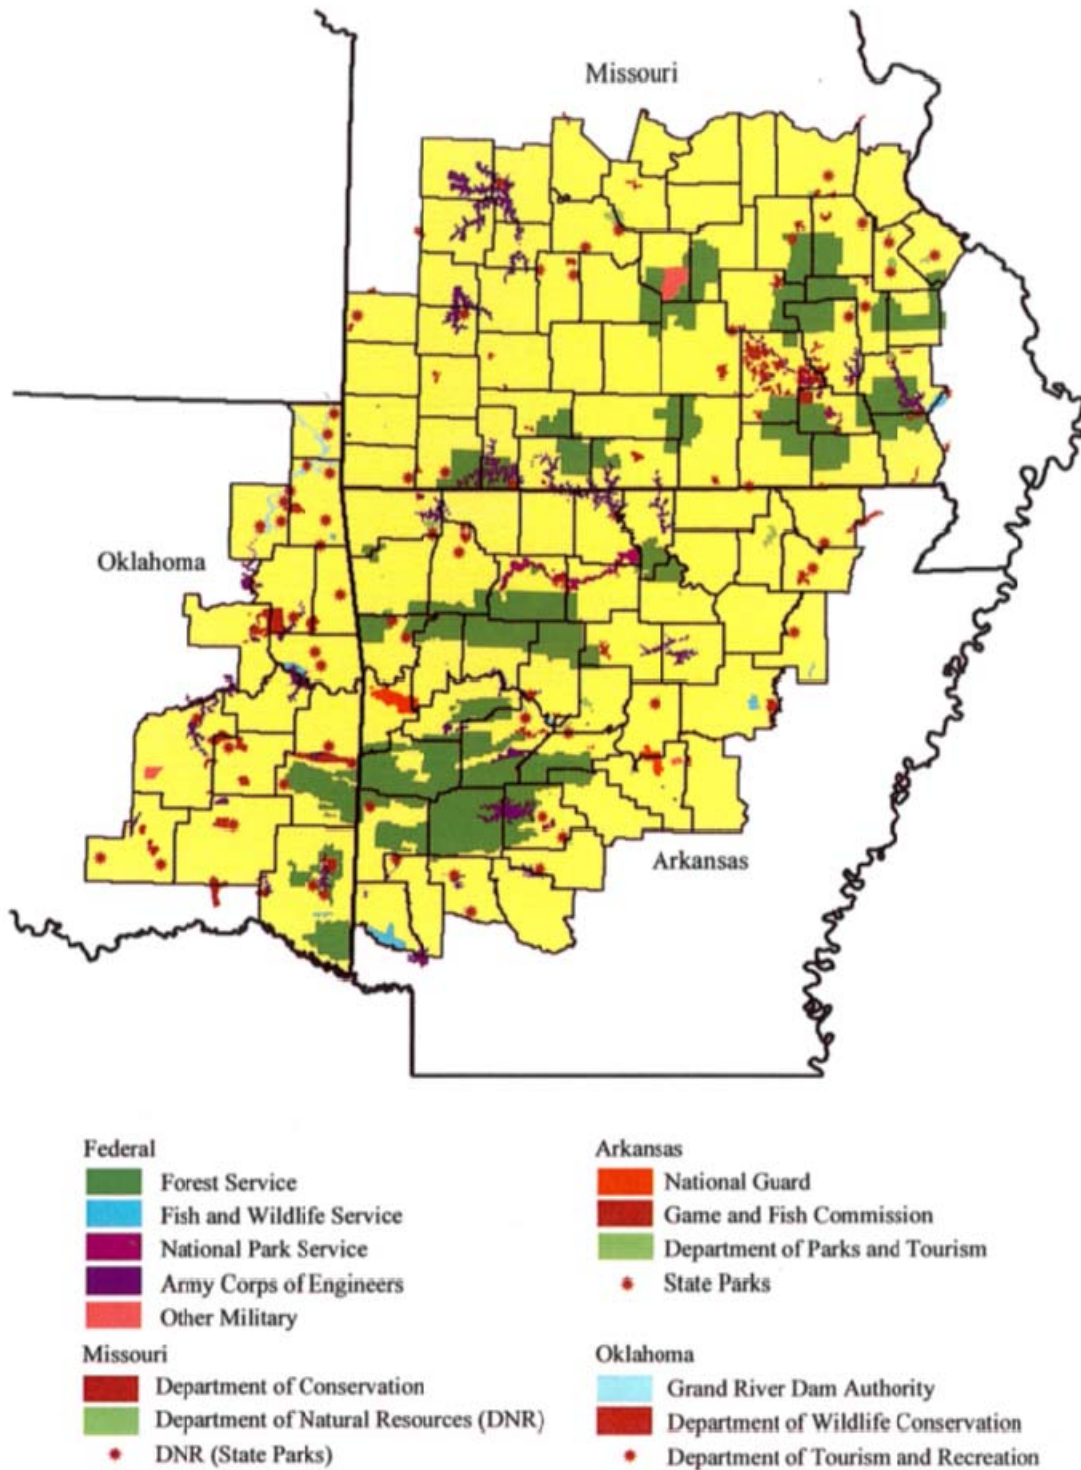 Missouri
Oklahoma
Arkansas
Federal
Forest Service
Fish and Wildlife Service
National Park Service
Army Corps of Engineers
Other Military
Missouri
Department of Conservation
Department of Natural Resources (DNR)
DNR (State Parks)
Arkansas
National Guard
Game and Fish Commission
Department of Parks and Tourism
State Parks
Oklahoma
Grand River Dam Authority
Department of Wildlife Conservation
Department of Tourism and Recreation